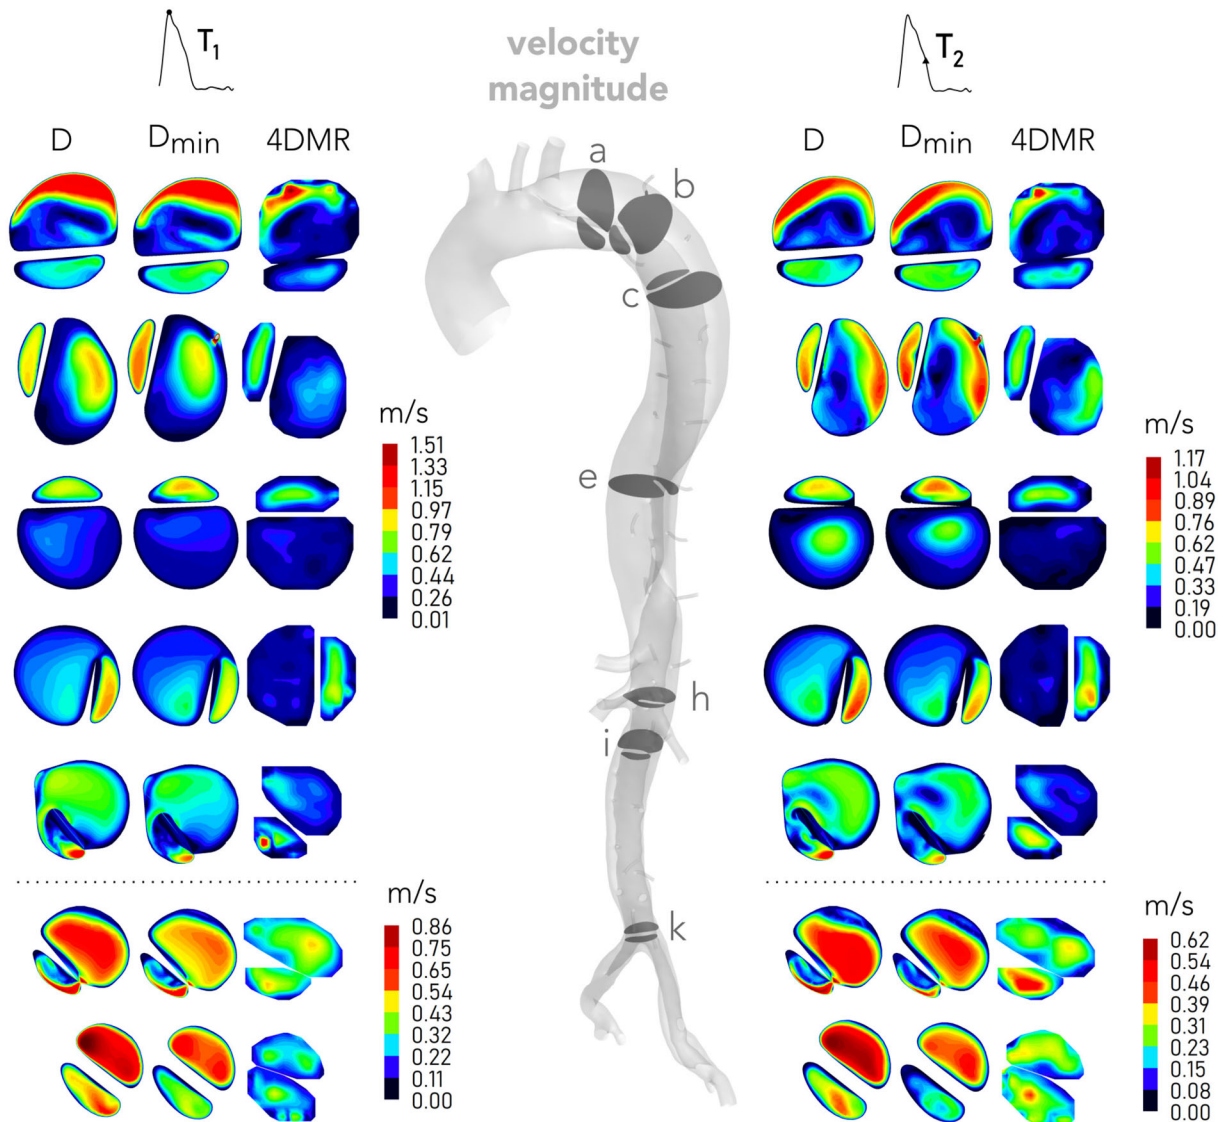 T1
velocity
magnitude
T2
D
Dmin
4DMR
D
Dmin
4DMR
a
b
c
e
h
i
k
m/s
1.51
1.33
1.15
0.97
0.79
0.62
0.44
0.26
0.01
m/s
1.17
1.04
0.89
0.76
0.62
0.47
0.33
0.19
0.00
m/s
0.86
0.75
0.65
0.54
0.43
0.32
0.22
0.11
0.00
m/s
0.62
0.54
0.46
0.39
0.31
0.23
0.15
0.08
0.00